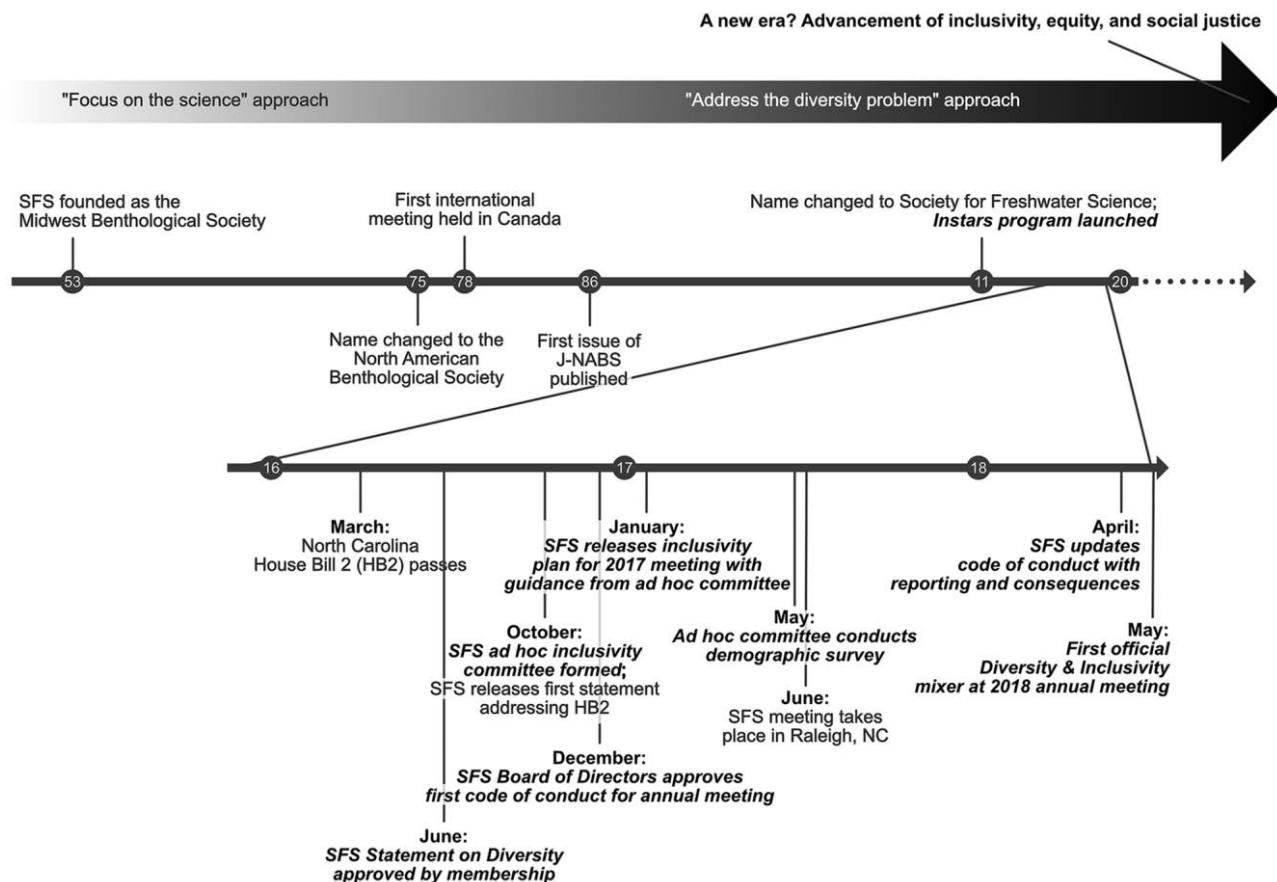 A new era? Advancement of inclusivity, equity, and social justice
"Focus on the science" approach
"Address the diversity problem" approach
SFS founded as the
Midwest Benthological Society
First international
meeting held in Canada
Name changed to Society for Freshwater Science;
Instars program launched
53
75
78
86
11
20
Name changed to the
North American
Benthological Society
First issue of
J-NABS
published
16
17
18
March:
North Carolina
House Bill 2 (HB2) passes
January:
SFS releases inclusivity
plan for 2017 meeting with
guidance from ad hoc committee
April:
SFS updates
code of conduct with
reporting and consequences
October:
SFS ad hoc inclusivity
committee formed;
SFS releases first statement
addressing HB2
May:
Ad hoc committee conducts
demographic survey
May:
First official
Diversity & Inclusivity
mixer at 2018 annual meeting
June:
SFS meeting takes
place in Raleigh, NC
December:
SFS Board of Directors approves
first code of conduct for annual meeting
June:
SFS Statement on Diversity
approved by membership